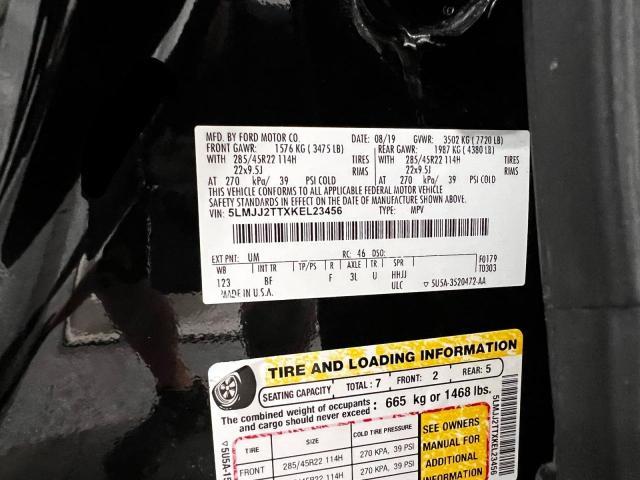 MFD. BY FORD MOTOR CO. DATE: 08/19 GVWR: 3502 KG ( 7720 LB)
FRONT GAWR: 1576 KG ( 3475 LB) REAR GAWR: 1987 KG ( 4380 LB)
WITH 285/45R22 114H TIRES WITH 285/45R22 114H TIRES
22x9.5J RIMS 22x9.5J RIMS
AT 270 kPa/ 39 PSI COLD AT 270 kPa/ 39 PSI COLD
THIS VEHICLE CONFORMS TO ALL APPLICABLE FEDERAL MOTOR VEHICLE
SAFETY STANDARDS IN EFFECT ON THE DATE OF MANUFACTURE SHOWN ABOVE.
VIN: 5LMJJ2TTXKEL23456 TYPE: MPV
EXT PNT: UM RC: 46 DSO:
WB INT TR TP/PS R AXLE TR SPR F0179
123 BF F 3L U HHJJ T0303
MADE IN U.S.A. ULC 5U5A-3520472-AA
TIRE AND LOADING INFORMATION
SEATING CAPACITY TOTAL: 7 FRONT: 2 REAR: 5
The combined weight of occupants and cargo should never exceed: 665 kg or 1468 lbs.
TIRE SIZE COLD TIRE PRESSURE
FRONT 285/45R22 114H 270 KPA, 39 PSI
285/45R22 114H 270 KPA, 39 PSI
SEE OWNERS
MANUAL FOR
ADDITIONAL
5LMJJ2TTXKEL23456
5U5A-15